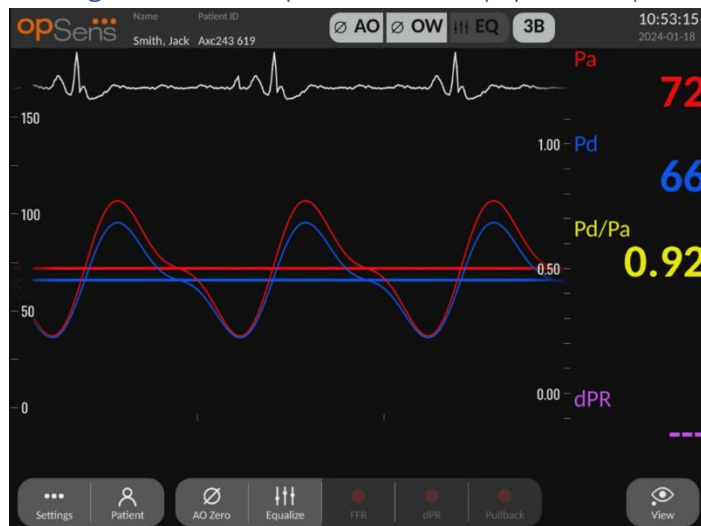 opSens
Name Patient ID
Smith, Jack Axc243 619
Ø AO Ø OW EQ 3B
10:53:15
2024-01-18
Pa
72
150
1.00
Pd
66
100
Pd/Pa
0.92
0.50
50
0.00
dPR
0
---
Settings
Patient
AO Zero
Equalize
FFR
dPR
Pullback
View